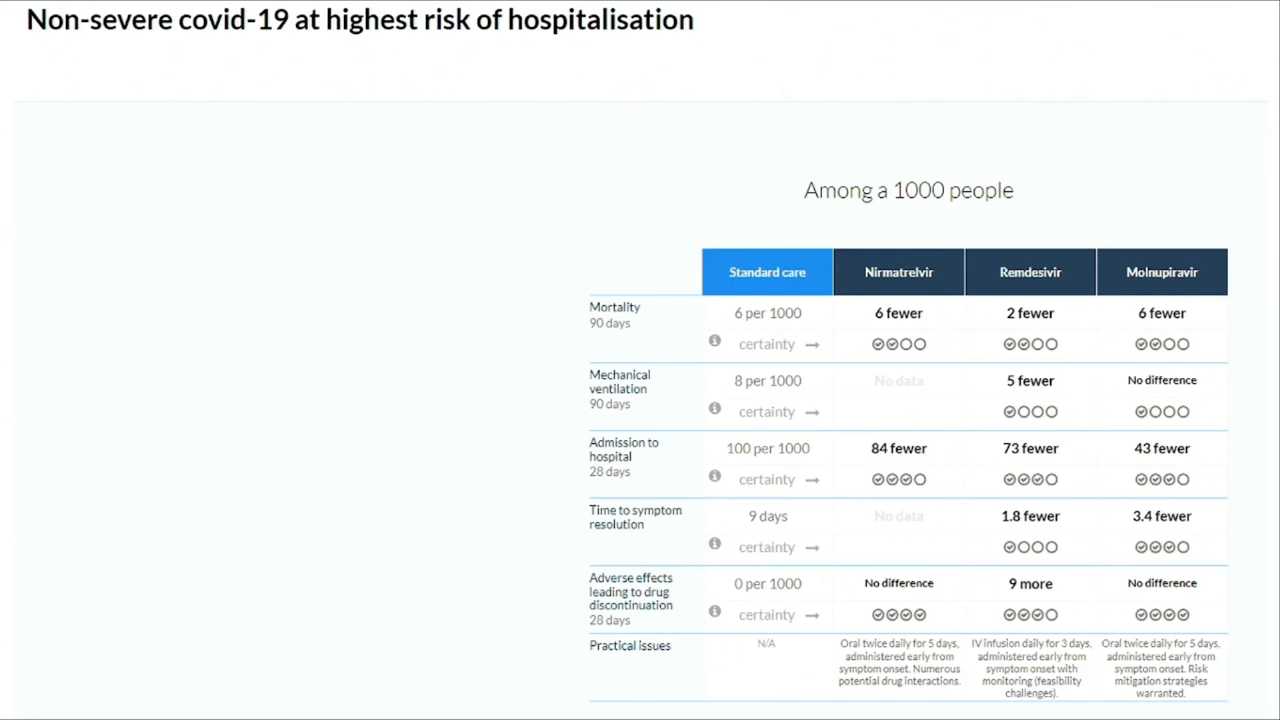 Non-severe covid-19 at highest risk of hospitalisation
Among a 1000 people
Standard care Nirmatrelvir Remdesivir Molnupiravir
Mortality
90 days
6 per 1000 6 fewer 2 fewer 6 fewer
certainty →
Mechanical
ventilation
90 days
8 per 1000 No data 5 fewer No difference
certainty →
Admission to
hospital
28 days
100 per 1000 84 fewer 73 fewer 43 fewer
certainty →
Time to symptom
resolution
9 days No data 1.8 fewer 3.4 fewer
certainty →
Adverse effects
leading to drug
discontinuation
28 days
0 per 1000 No difference 9 more No difference
certainty →
Practical issues
N/A
Oral twice daily for 5 days,
administered early from
symptom onset. Numerous
potential drug interactions.
IV infusion daily for 3 days,
administered early from
symptom onset with
monitoring (feasibility
challenges).
Oral twice daily for 5 days,
administered early from
symptom onset. Risk
mitigation strategies
warranted.